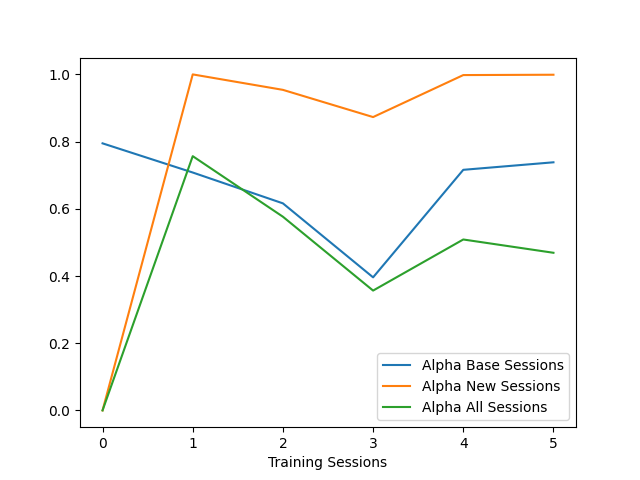 1.0
0.8
0.6
0.4
0.2
0.0
Alpha Base Sessions
Alpha New Sessions
Alpha All Sessions
0 1 2 3 4 5
Training Sessions